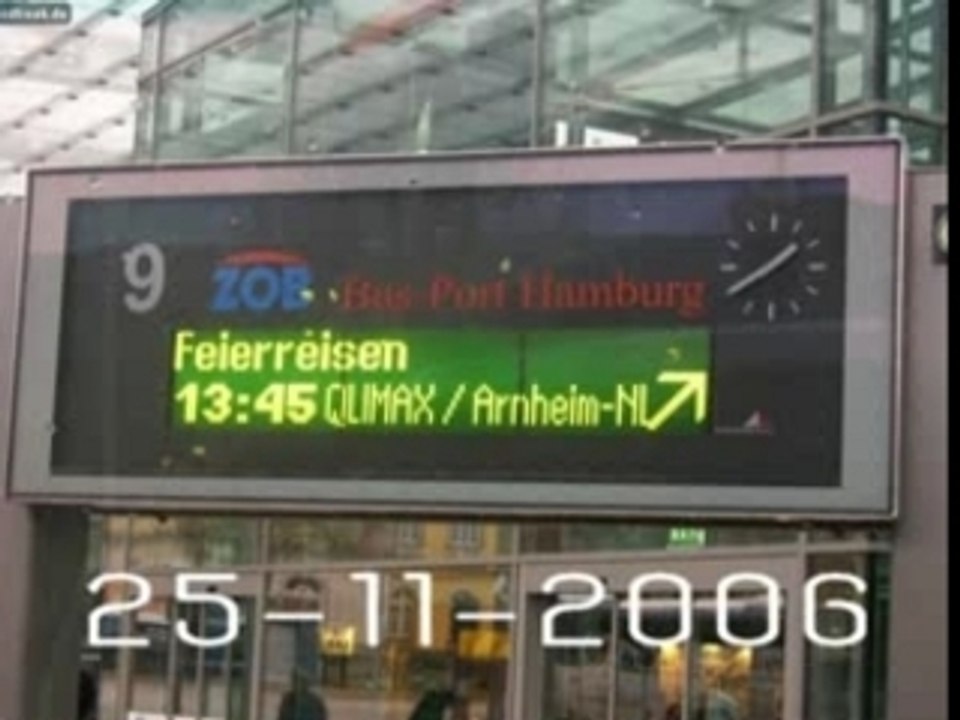 9
ZOB Bus-Port Hamburg
Feierreisen
13:45 QLIMAX / Arnheim-NL
25-11-2006